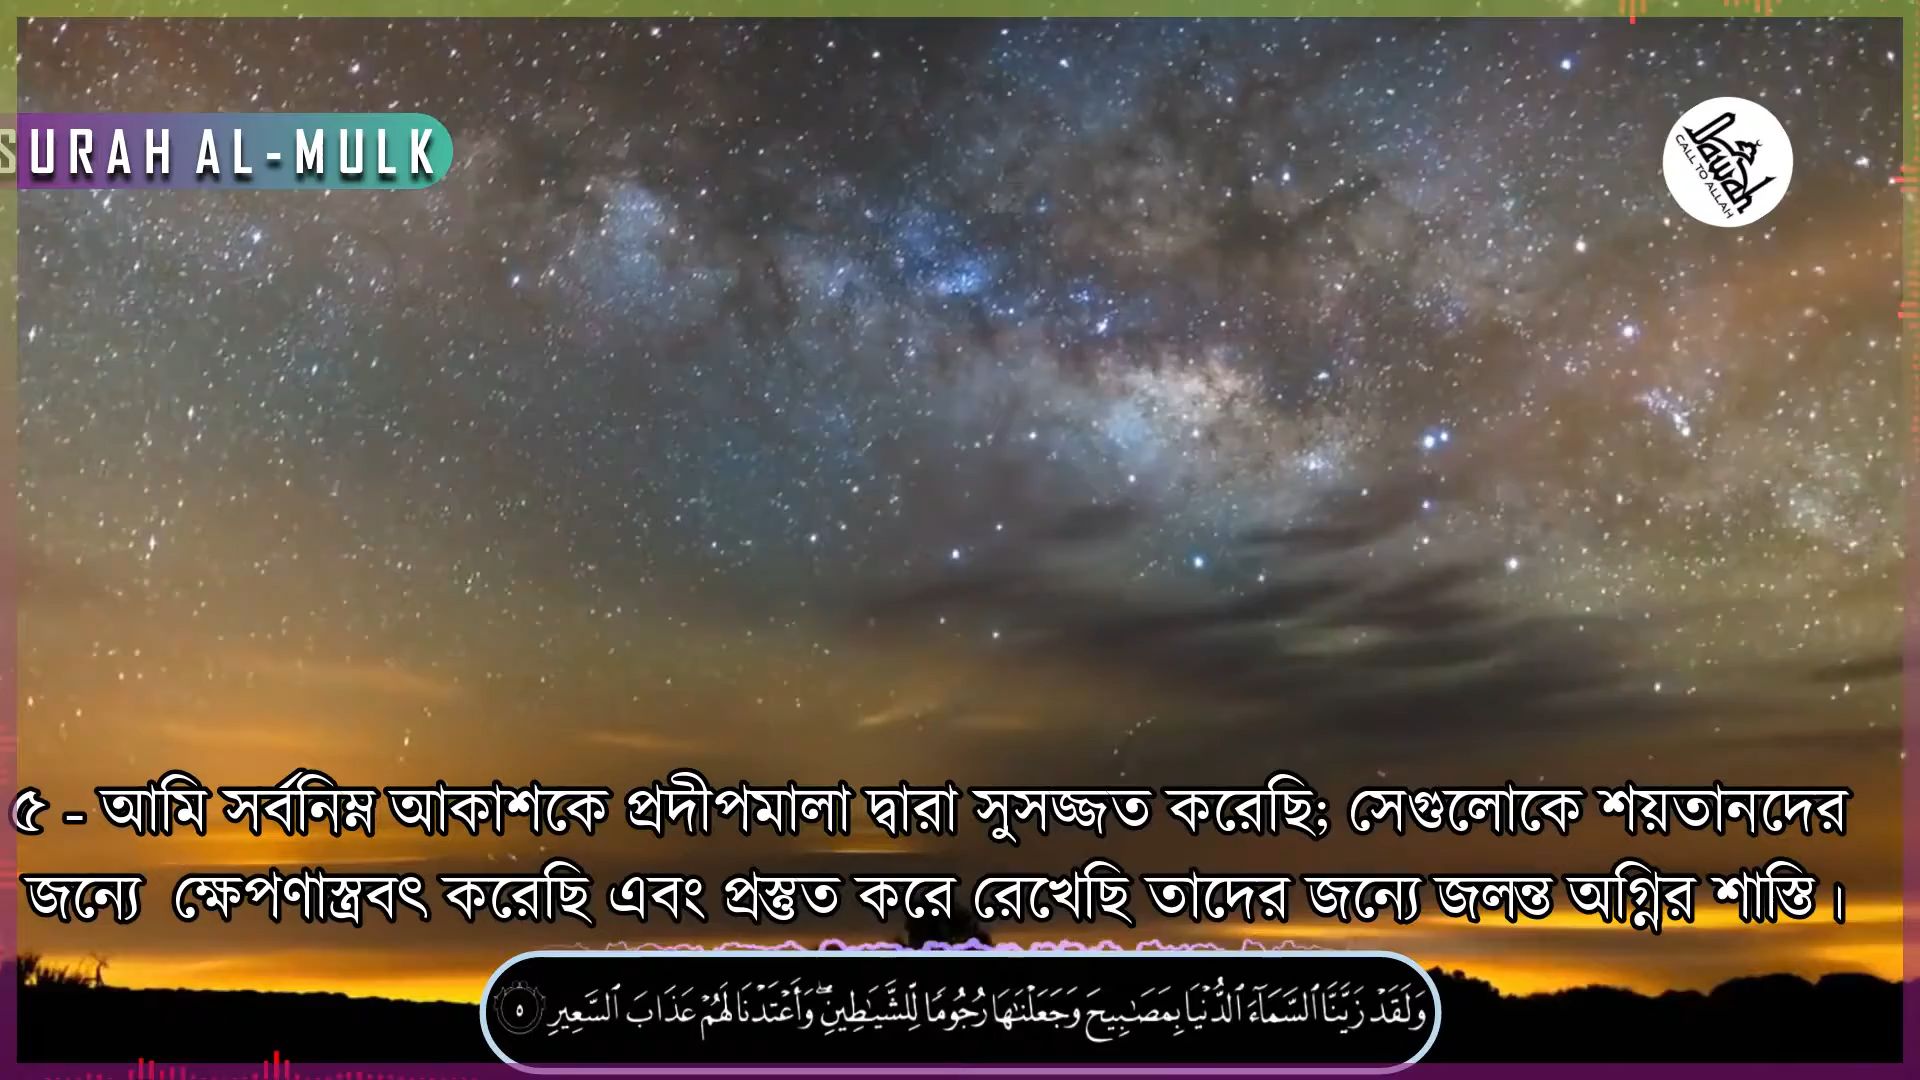 SURAH AL-MULK
Dawah
CALL TO ALLAH
৫ - আমি সর্বনিম্ন আকাশকে প্রদীপমালা দ্বারা সুসজ্জত করেছি; সেগুলোকে শয়তানদের
জন্যে ক্ষেপণাস্ত্রবৎ করেছি এবং প্রস্তুত করে রেখেছি তাদের জন্যে জলন্ত অগ্নির শাস্তি।
وَلَقَدْ زَيَّنَّا ٱلسَّمَآءَ ٱلدُّنْيَا بِمَصَٰبِيحَ وَجَعَلْنَٰهَا رُجُومًا لِّلشَّيَٰطِينِ ۖ وَأَعْتَدْنَا لَهُمْ عَذَابَ ٱلسَّعِيرِ ٥